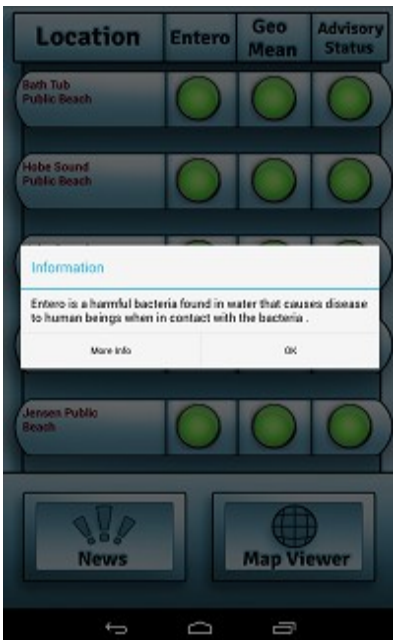 Location
Entero
Geo
Mean
Advisory
Status
Bath Tub
Public Beach
Hobe Sound
Public Beach
Information
Entero is a harmful bacteria found in water that causes disease
to human beings when in contact with the bacteria .
More Info
OK
Jensen Public
Beach
News
Map Viewer